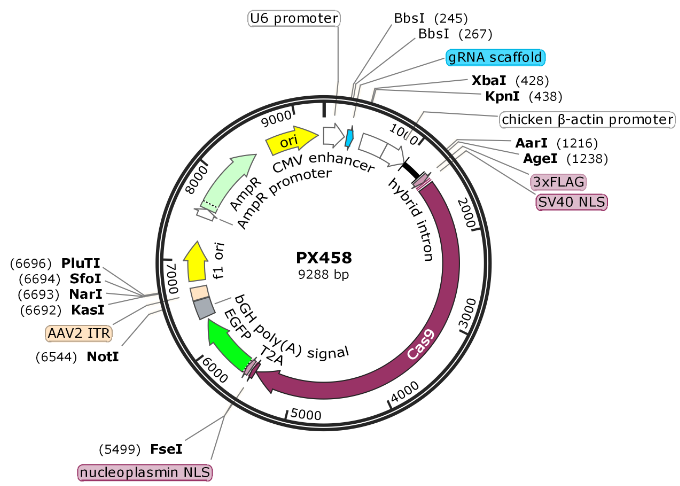 U6 promoter
BbsI (245)
BbsI (267)
gRNA scaffold
XbaI (428)
KpnI (438)
chicken β-actin promoter
AarI (1216)
AgeI (1238)
3xFLAG
SV40 NLS
9000
1000
ori
CMV enhancer
8000
AmpR
AmpR promoter
hybrid intron
2000
PX458
9288 bp
(6696) PluTI
(6694) SfoI
(6693) NarI
(6692) KasI
7000
f1 ori
AAV2 ITR
bGH poly(A) signal
EGFP
3000
(6544) NotI
T2A
Cas9
6000
5000
4000
(5499) FseI
nucleoplasmin NLS